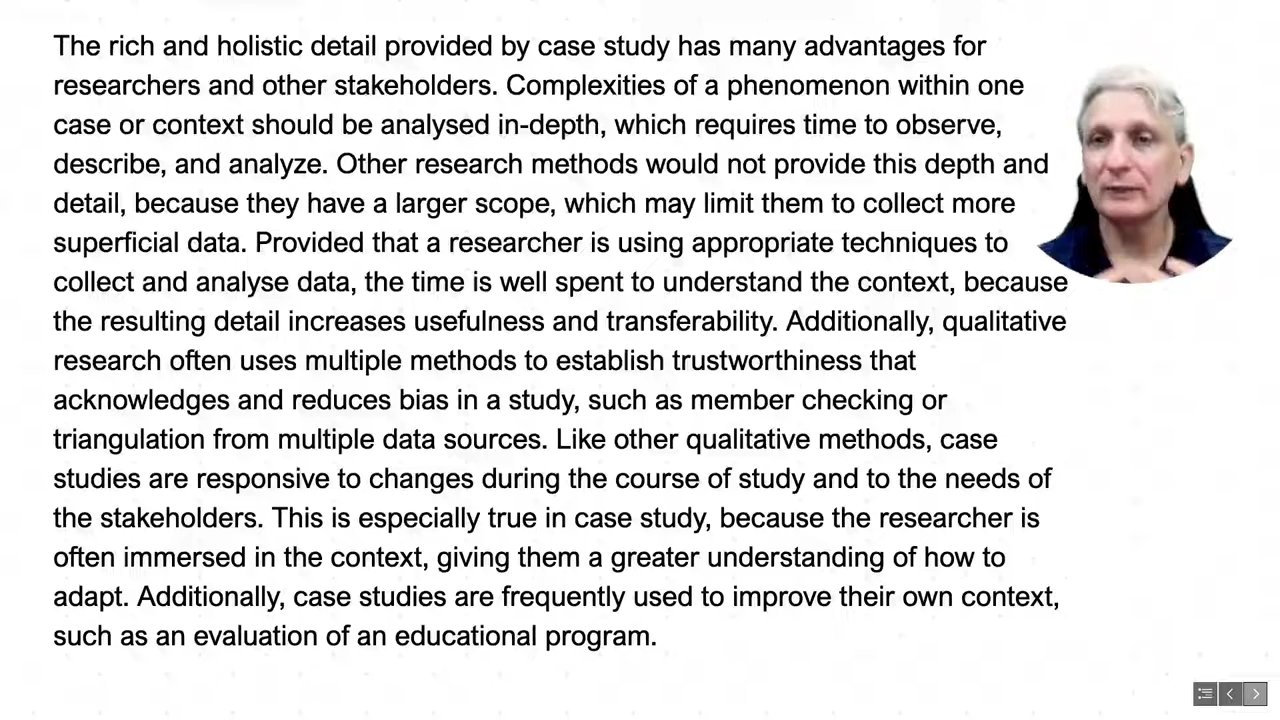 The rich and holistic detail provided by case study has many advantages for
researchers and other stakeholders. Complexities of a phenomenon within one
case or context should be analysed in-depth, which requires time to observe,
describe, and analyze. Other research methods would not provide this depth and
detail, because they have a larger scope, which may limit them to collect more
superficial data. Provided that a researcher is using appropriate techniques to
collect and analyse data, the time is well spent to understand the context, because
the resulting detail increases usefulness and transferability. Additionally, qualitative
research often uses multiple methods to establish trustworthiness that
acknowledges and reduces bias in a study, such as member checking or
triangulation from multiple data sources. Like other qualitative methods, case
studies are responsive to changes during the course of study and to the needs of
the stakeholders. This is especially true in case study, because the researcher is
often immersed in the context, giving them a greater understanding of how to
adapt. Additionally, case studies are frequently used to improve their own context,
such as an evaluation of an educational program.